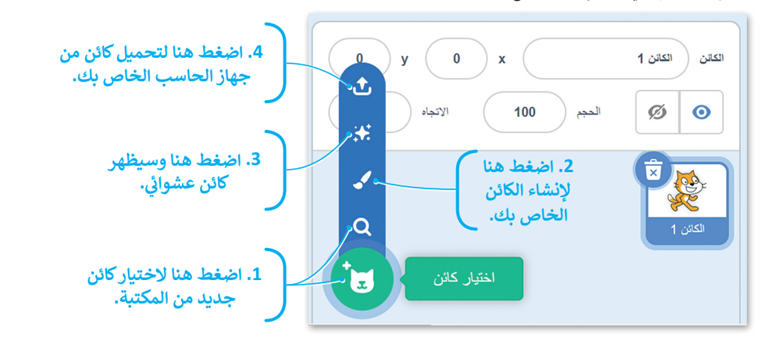 الكائن
الكائن 1
x
0
y
0
الحجم
100
الاتجاه
الكائن 1
اختيار كائن
4. اضغط هنا لتحميل كائن من
جهاز الحاسب الخاص بك.
3. اضغط هنا وسيظهر
كائن عشوائي.
2. اضغط هنا
لإنشاء الكائن
الخاص بك.
1. اضغط هنا لاختيار كائن
جديد من المكتبة.